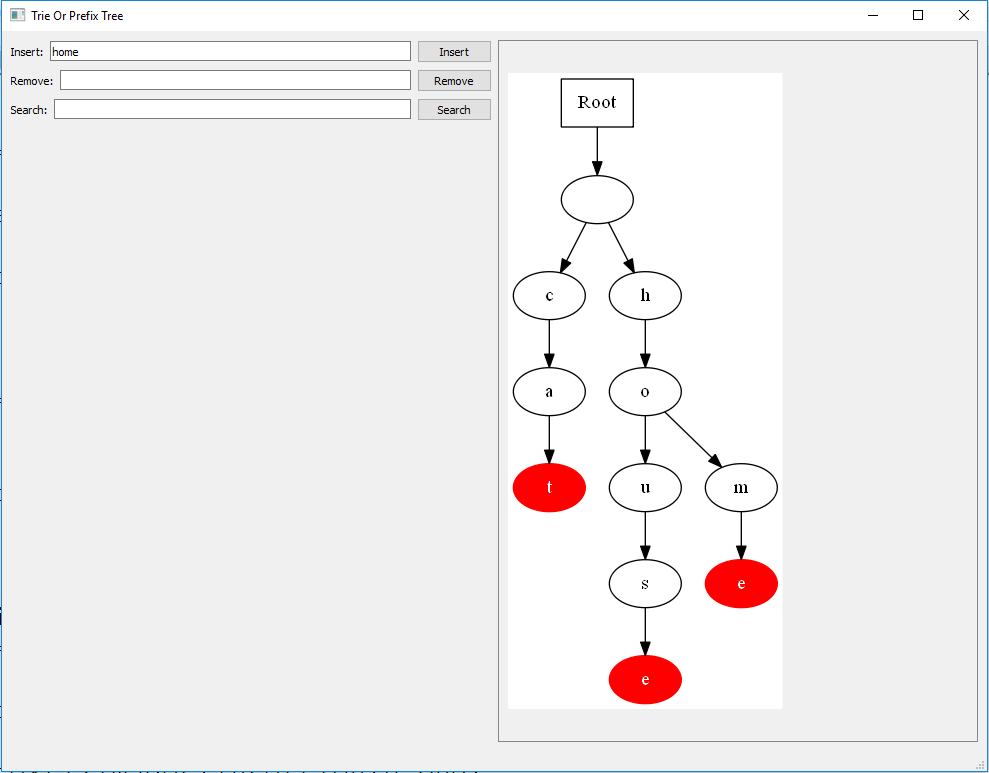 Trie Or Prefix Tree
Insert: home Insert
Remove: Remove
Search: Search
Root
c h
a o
t u m
s e
e